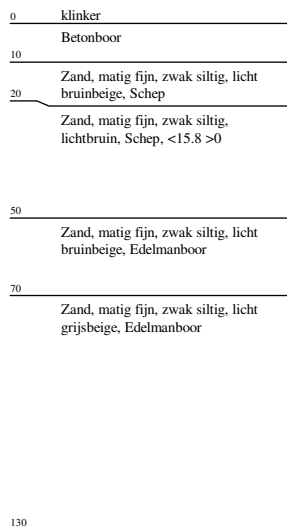 0 klinker
Betonboor
10
Zand, matig fijn, zwak siltig, licht
bruinbeige, Schep
20
Zand, matig fijn, zwak siltig,
lichtbruin, Schep, <15.8 >0
50
Zand, matig fijn, zwak siltig, licht
bruinbeige, Edelmanboor
70
Zand, matig fijn, zwak siltig, licht
grijsbeige, Edelmanboor
130